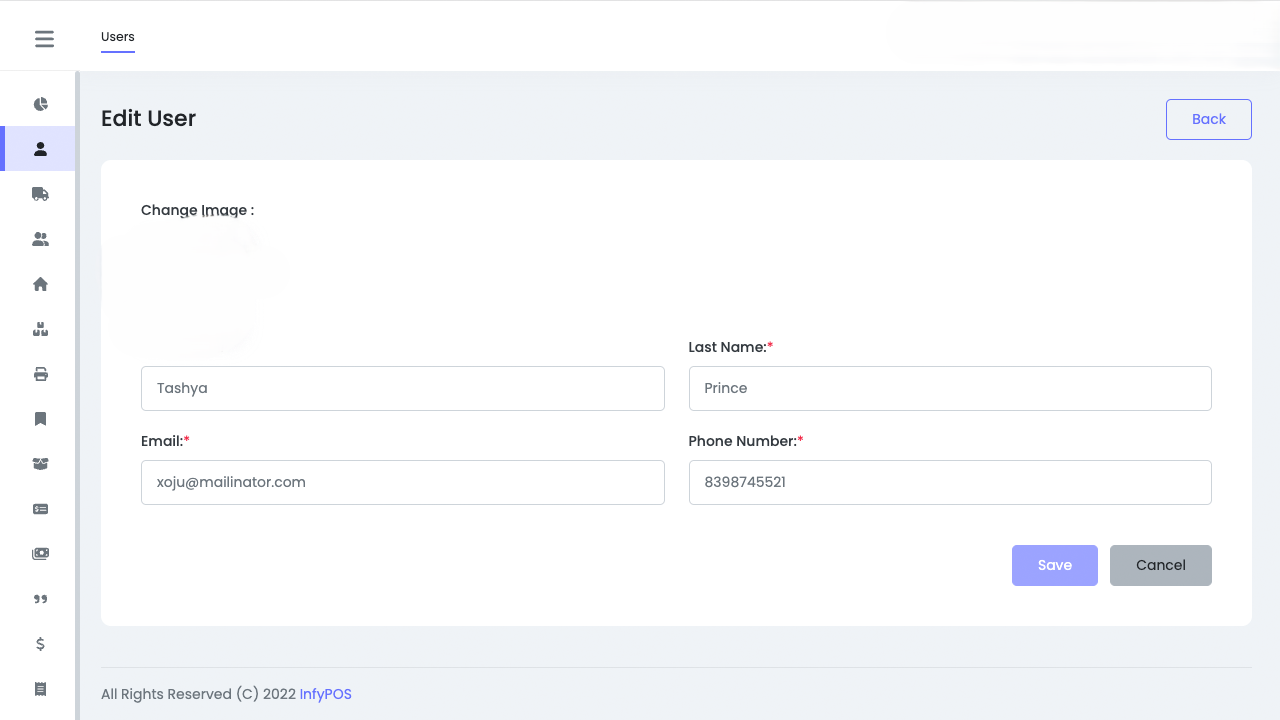 Users
Edit User
Back
Change Image :
Last Name:*
Tashya
Prince
Email:*
Phone Number:*
xoju@mailinator.com
8398745521
Save
Cancel
All Rights Reserved (C) 2022 InfyPOS